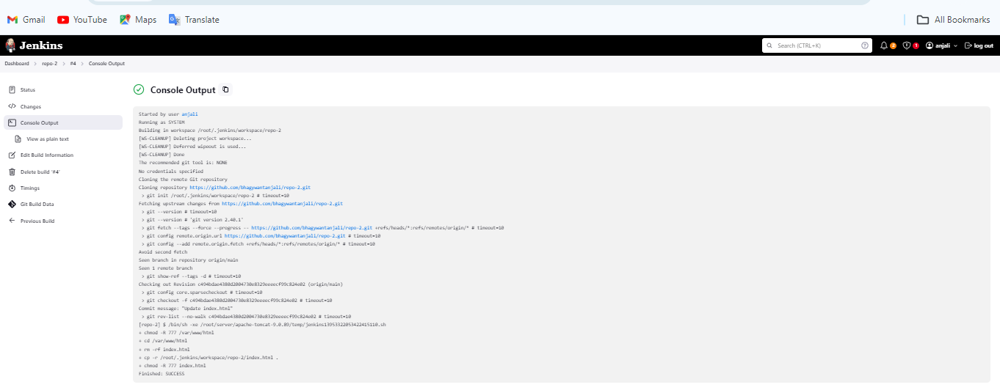 Gmail YouTube Maps Translate All Bookmarks
Jenkins Search (CTRL+K) 2 1 anjali log out
Dashboard > repo-2 > #4 > Console Output
Status
Changes
Console Output
View as plain text
Edit Build Information
Delete build '#4'
Timings
Git Build Data
Previous Build
Console Output
Started by user anjali
Running as SYSTEM
Building in workspace /root/.jenkins/workspace/repo-2
[WS-CLEANUP] Deleting project workspace...
[WS-CLEANUP] Deferred wipeout is used...
[WS-CLEANUP] Done
The recommended git tool is: NONE
No credentials specified
Cloning the remote Git repository
Cloning repository https://github.com/bhagywantanjali/repo-2.git
> git init /root/.jenkins/workspace/repo-2 # timeout=10
Fetching upstream changes from https://github.com/bhagywantanjali/repo-2.git
> git --version # timeout=10
> git --version # 'git version 2.40.1'
> git fetch --tags --force --progress -- https://github.com/bhagywantanjali/repo-2.git +refs/heads/*:refs/remotes/origin/* # timeout=10
> git config remote.origin.url https://github.com/bhagywantanjali/repo-2.git # timeout=10
> git config --add remote.origin.fetch +refs/heads/*:refs/remotes/origin/* # timeout=10
Avoid second fetch
Seen branch in repository origin/main
Seen 1 remote branch
> git show-ref --tags -d # timeout=10
Checking out Revision c494bdae4380d2004730e8329eeeecf99c824e02 (origin/main)
> git config core.sparsecheckout # timeout=10
> git checkout -f c494bdae4380d2004730e8329eeeecf99c824e02 # timeout=10
Commit message: "Update index.html"
> git rev-list --no-walk c494bdae4380d2004730e8329eeeecf99c824e02 # timeout=10
[repo-2] $ /bin/sh -xe /root/server/apache-tomcat-9.0.89/temp/jenkins13953322053422415110.sh
+ chmod -R 777 /var/www/html
+ cd /var/www/html
+ rm -rf index.html
+ cp -r /root/.jenkins/workspace/repo-2/index.html .
+ chmod -R 777 index.html
Finished: SUCCESS